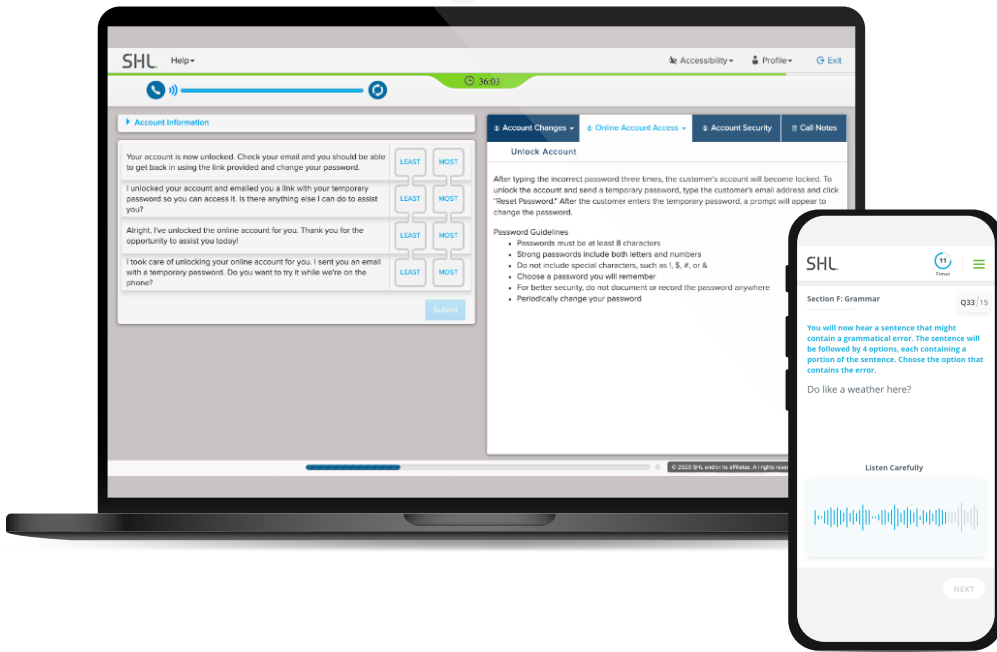 SHL. Help
Accessibility Profile Exit
36:03
Account Information
Your account is now unlocked. Check your email and you should be able
to get back in using the link provided and change your password.
LEAST MOST
I unlocked your account and emailed you a link with your temporary
password so you can access it. Is there anything else I can do to assist
you?
LEAST MOST
Alright, I've unlocked the online account for you. Thank you for the
opportunity to assist you today!
LEAST MOST
I took care of unlocking your online account for you. I sent you an email
with a temporary password. Do you want to try it while we're on the
phone?
LEAST MOST
Submit
Account Changes Online Account Access Account Security Call Notes
Unlock Account
After typing the incorrect password three times, the customer's account will become locked. To
unlock the account and send a temporary password, type the customer's email address and click
"Reset Password." After the customer enters the temporary password, a prompt will appear to
change the password.
Password Guidelines
• Passwords must be at least 8 characters
• Strong passwords include both letters and numbers
• Do not include special characters, such as !, $, #, or &
• Choose a password you will remember
• For better security, do not document or record the password anywhere
• Periodically change your password
© 2020 SHL and/or its affiliates. All rights
SHL.
11
Timer
Section F: Grammar
Q33/15
You will now hear a sentence that might
contain a grammatical error. The sentence will
be followed by 4 options, each containing a
portion of the sentence. Choose the option that
contains the error.
Do like a weather here?
Listen Carefully
NEXT